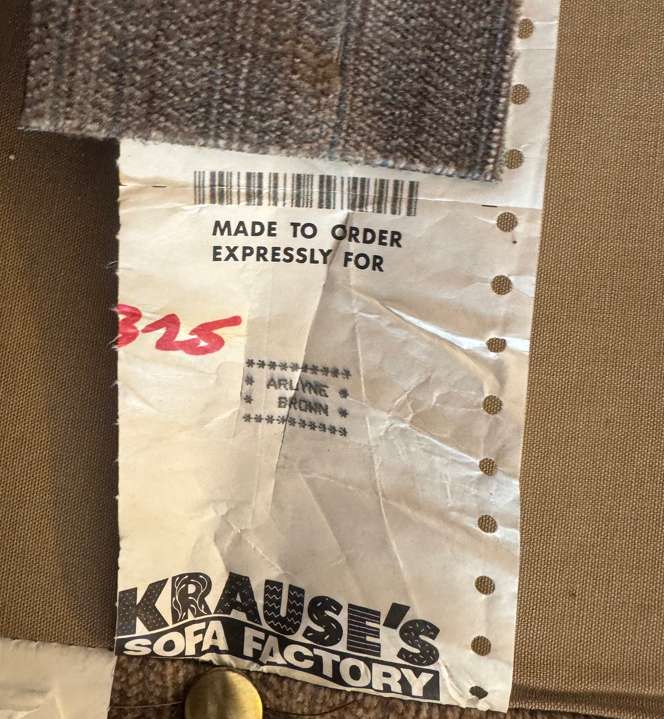 MADE TO ORDER
EXPRESSLY FOR
325
**********
* ARLYNE *
* BROWN *
**********
KRAUSE'S
SOFA FACTORY